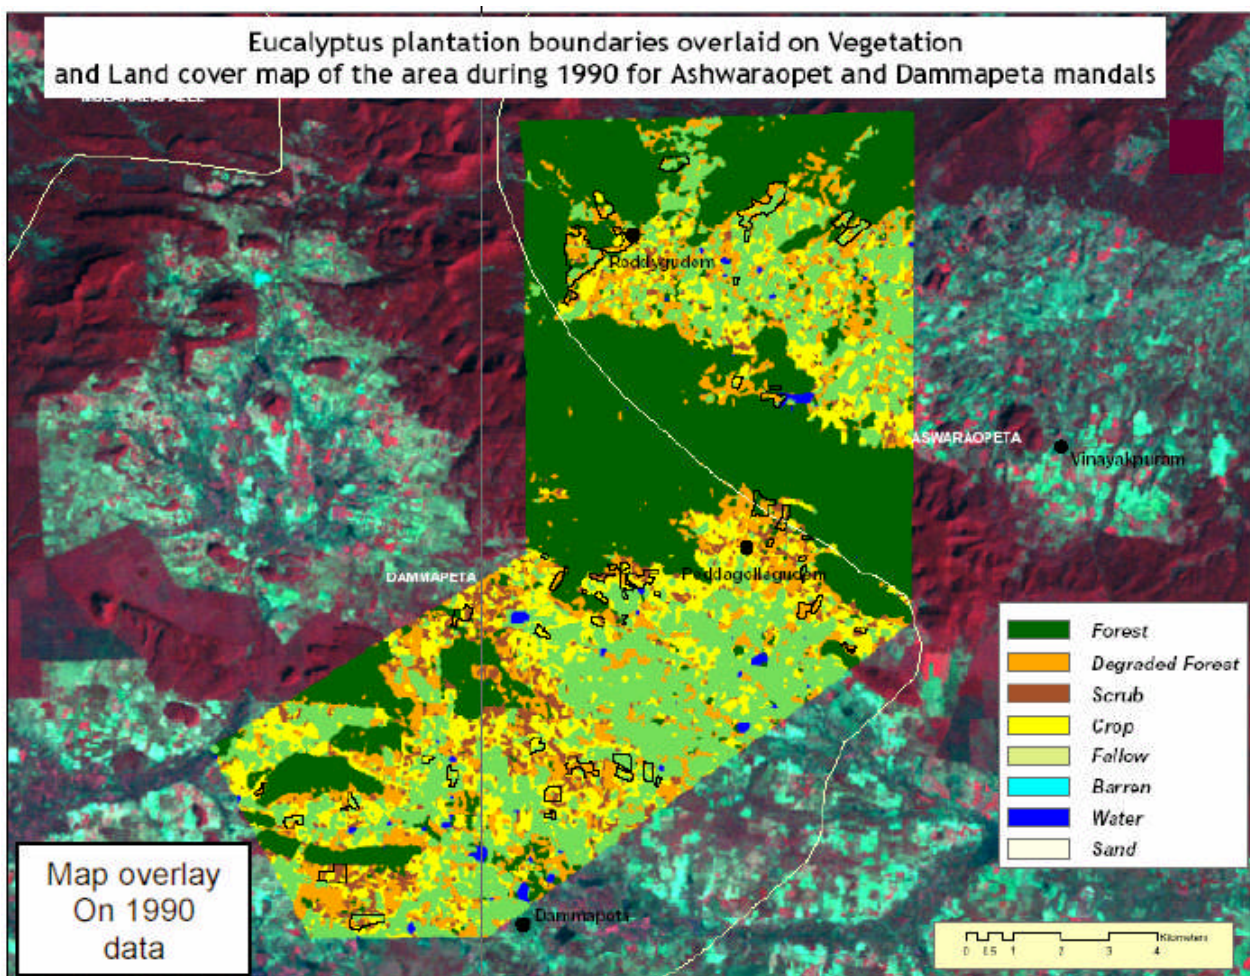 Eucalyptus plantation boundaries overlaid on Vegetation
and Land cover map of the area during 1990 for Ashwaraopet and Dammapeta mandals
Reddygudem
ASWARAOPETA
Vinayakpuram
Peddagollagudem
DAMMAPETA
Dammapeta
Forest
Degraded Forest
Scrub
Crop
Fallow
Barren
Water
Sand
Map overlay
On 1990
data
Kilometers
0 0.5 1 2 3 4